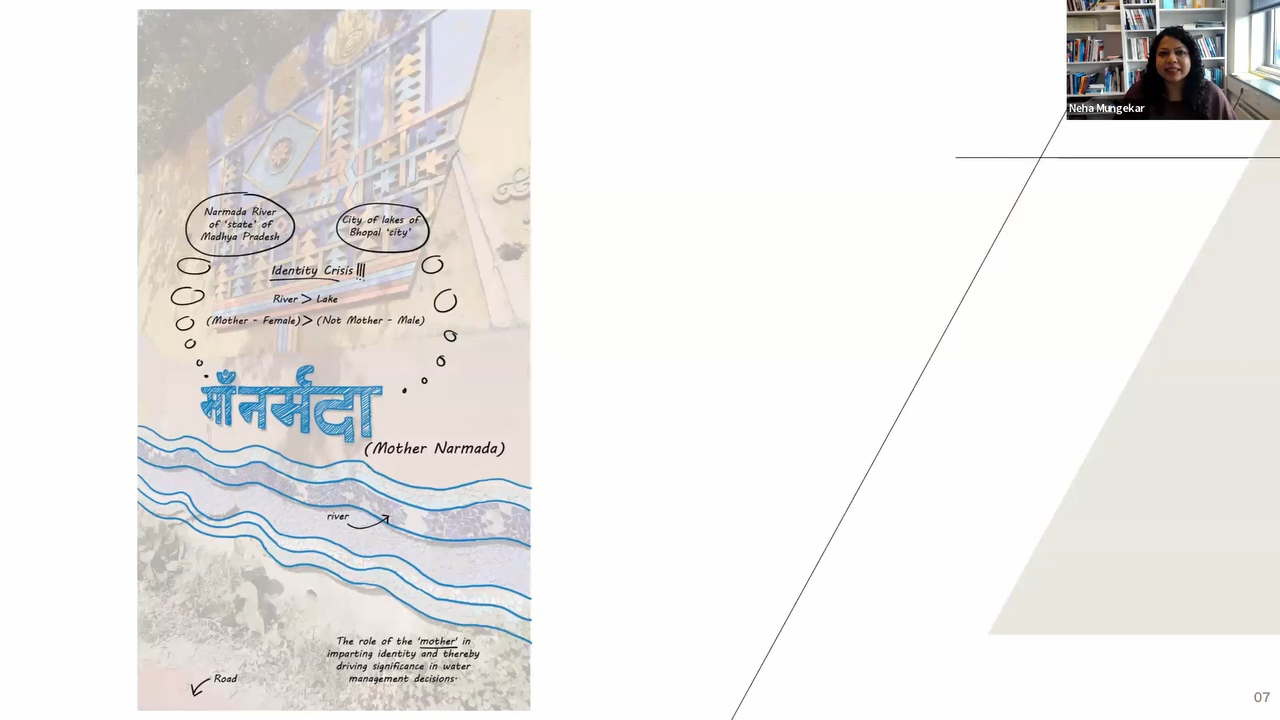 Neha Mungekar
Narmada River
of 'state' of
Madhya Pradesh
City of lakes of
Bhopal 'city'
Identity Crisis !!!
River > Lake
(Mother - Female) > (Not Mother - Male)
माँ नर्मदा
(Mother Narmada)
river
The role of the 'mother' in
imparting identity and thereby
driving significance in water
management decisions.
Road
07